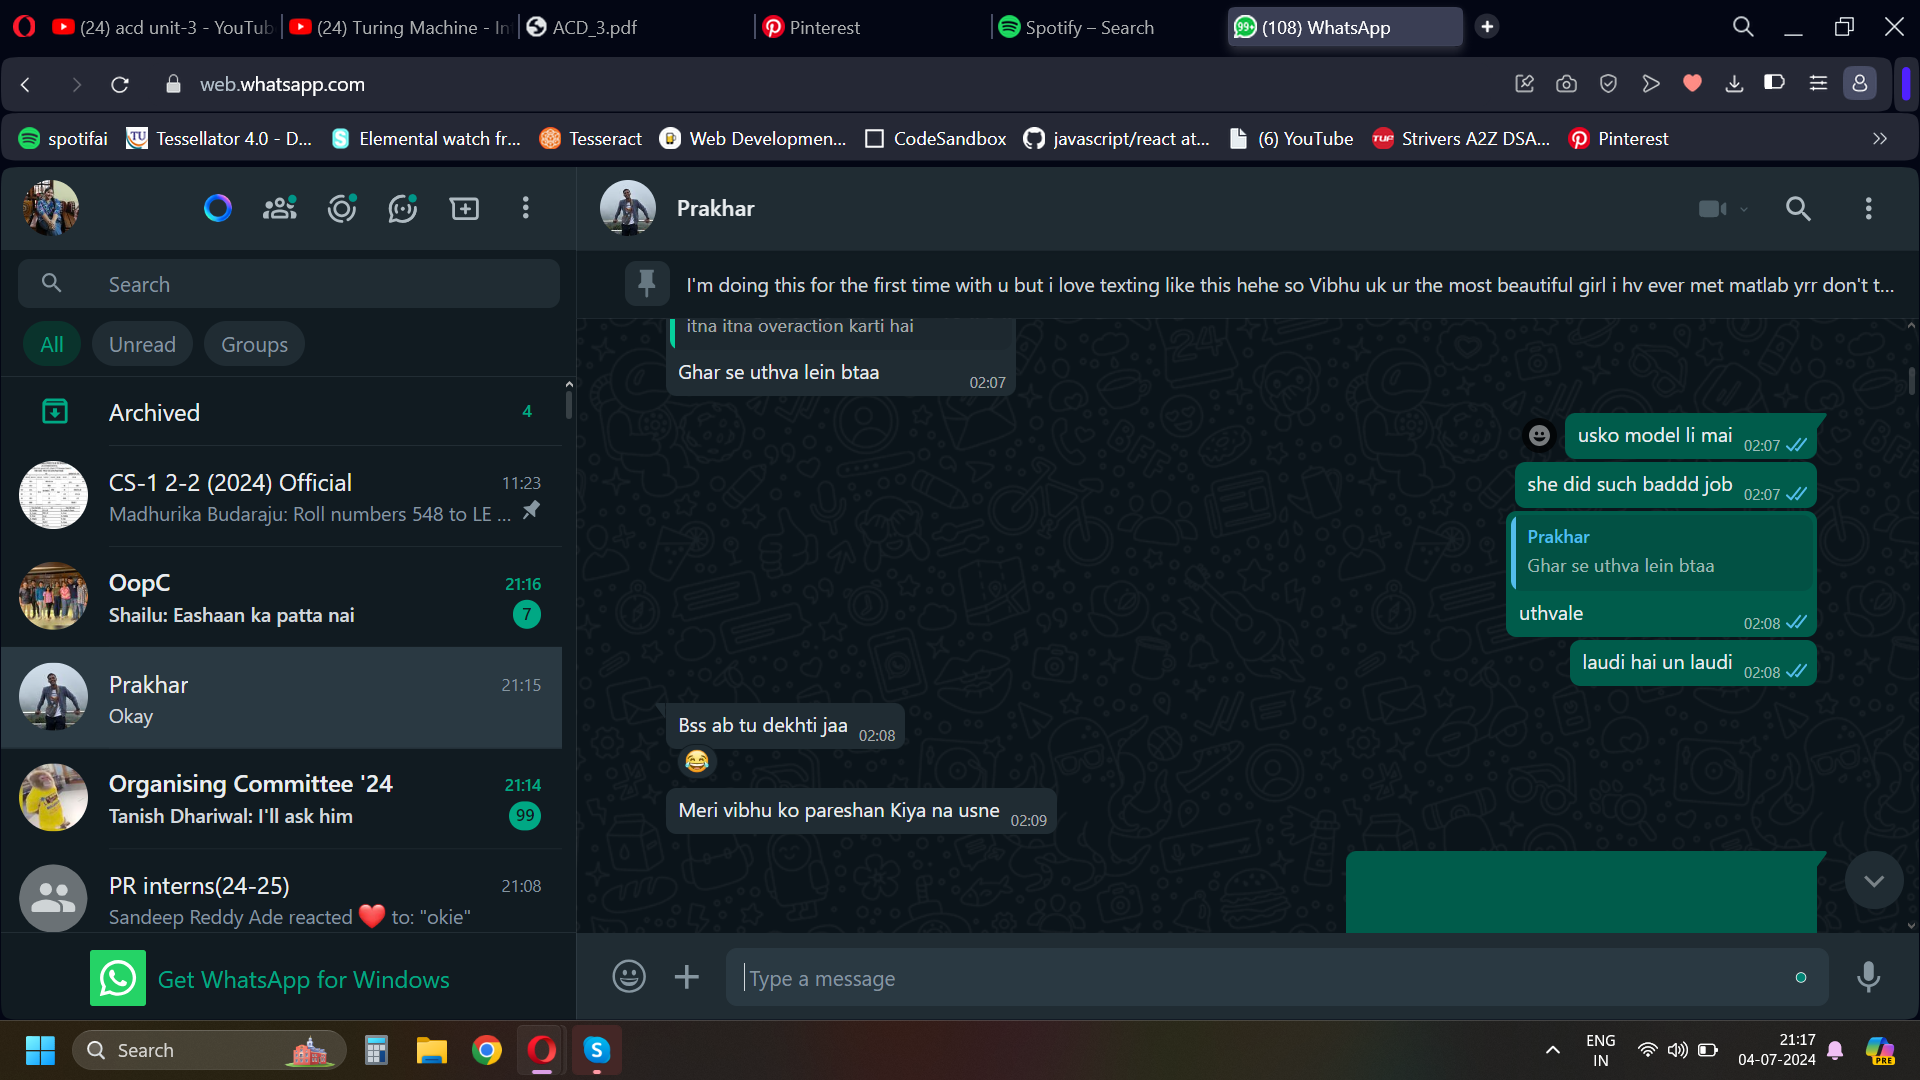 (24) acd unit-3 - YouTub
(24) Turing Machine - In
ACD_3.pdf
Pinterest
Spotify – Search
99+
(108) WhatsApp
web.whatsapp.com
spotifai
TU
Tessellator 4.0 - D...
Elemental watch fr...
Tesseract
Web Developmen...
CodeSandbox
javascript/react at...
(6) YouTube
TUF
Strivers A2Z DSA...
Pinterest
Prakhar
Search
I'm doing this for the first time with u but i love texting like this hehe so Vibhu uk ur the most beautiful girl i hv ever met matlab yrr don't t...
All
Unread
Groups
Archived
4
CS-1 2-2 (2024) Official
11:23
Madhurika Budaraju: Roll numbers 548 to LE ...
OopC
21:16
Shailu: Eashaan ka patta nai
7
Prakhar
21:15
Okay
Organising Committee '24
21:14
Tanish Dhariwal: I'll ask him
99
PR interns(24-25)
21:08
Sandeep Reddy Ade reacted ❤️ to: "okie"
Get WhatsApp for Windows
itna itna overaction karti hai
Ghar se uthva lein btaa
02:07
usko model li mai
02:07
she did such baddd job
02:07
Prakhar
Ghar se uthva lein btaa
uthvale
02:08
laudi hai un laudi
02:08
Bss ab tu dekhti jaa
02:08
😂
Meri vibhu ko pareshan Kiya na usne
02:09
Type a message
Search
ENG
IN
21:17
04-07-2024
PRE